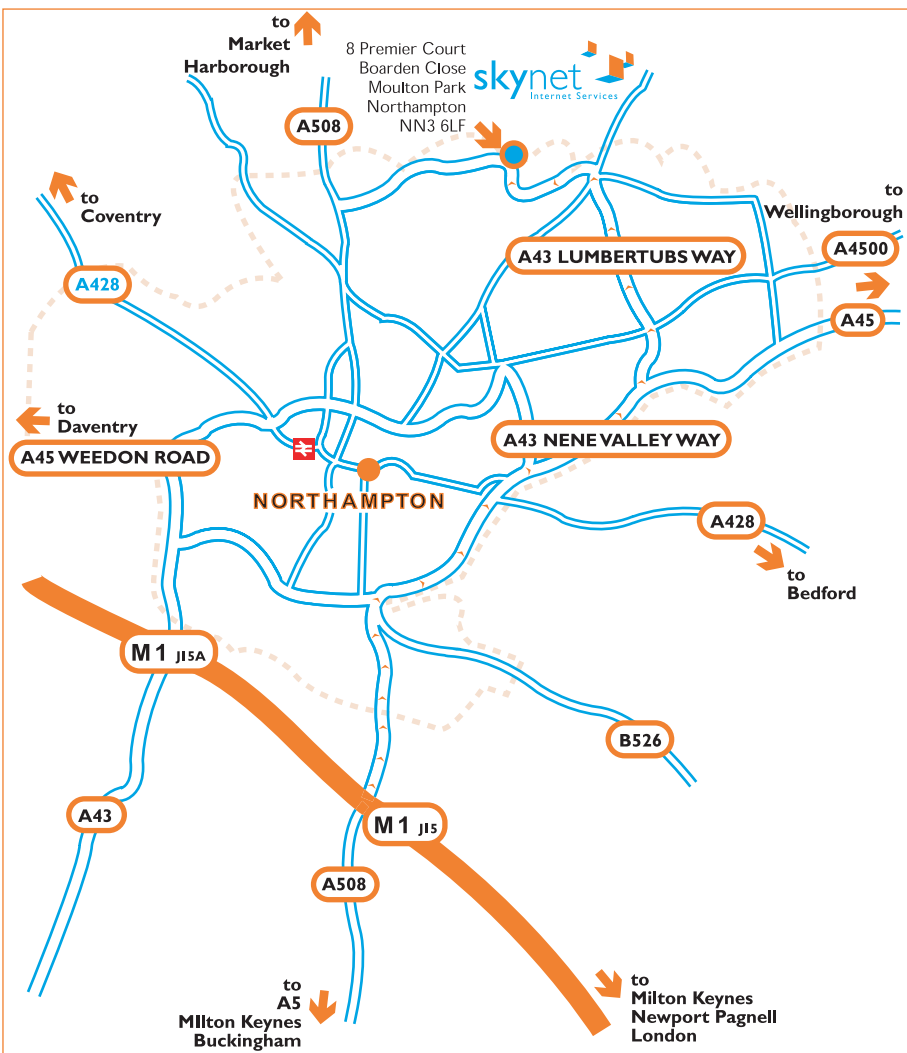 to
Market
Harborough
8 Premier Court
Boarden Close
Moulton Park
Northampton
NN3 6LF
skynet
Internet Services
A508
to
Coventry
to
Wellingborough
A43 LUMBERTUBS WAY
A4500
A428
A45
to
Daventry
A45 WEEDON ROAD
A43 NENE VALLEY WAY
NORTHAMPTON
A428
to
Bedford
M1 J15A
B526
A43
M1 J15
A508
to
A5
Milton Keynes
Buckingham
to
Milton Keynes
Newport Pagnell
London